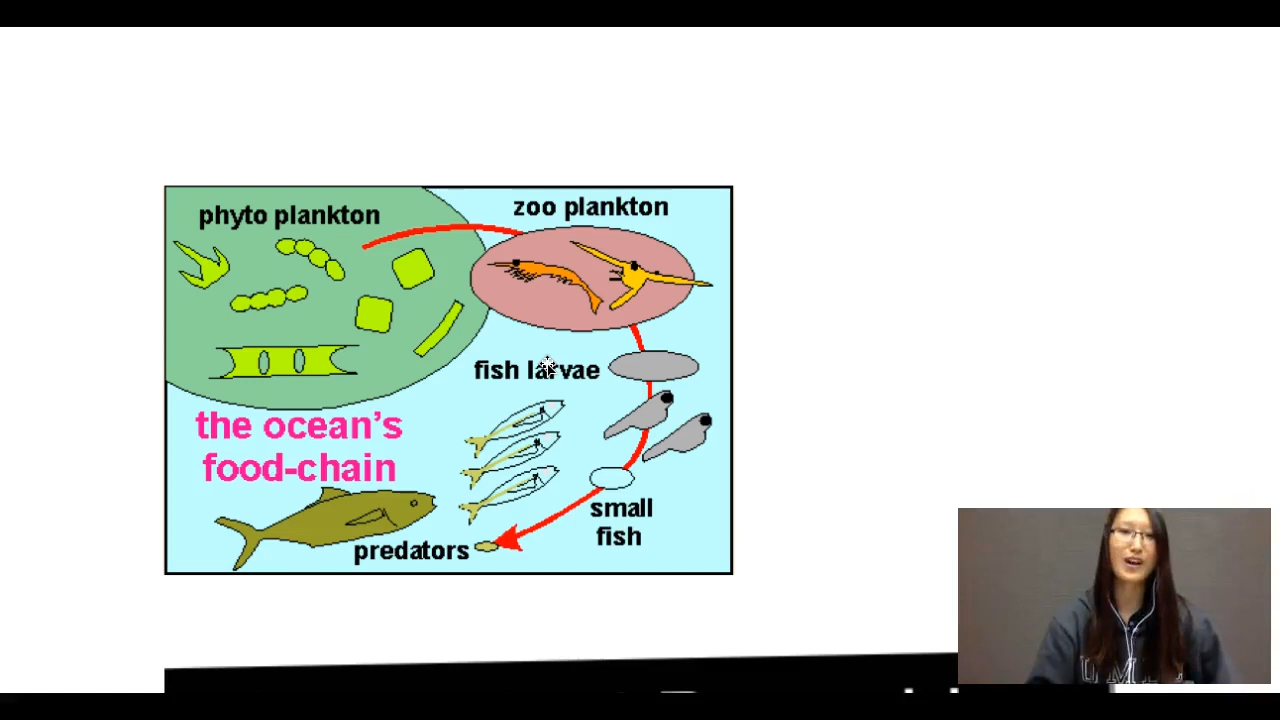 phyto plankton
zoo plankton
fish larvae
the ocean's
food-chain
small
fish
predators